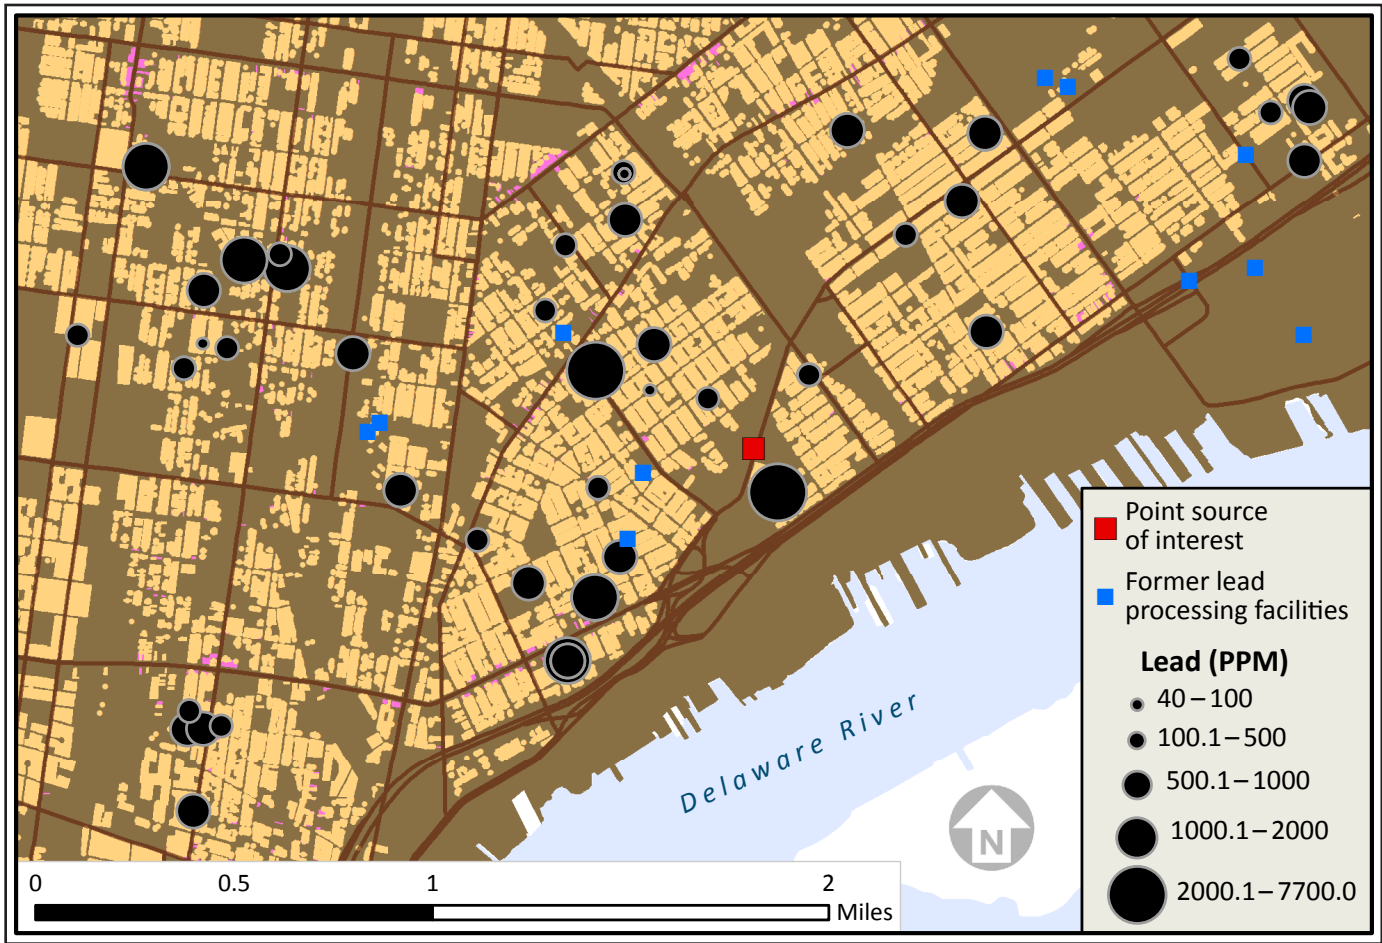 Point source
of interest
Former lead
processing facilities
Lead (PPM)
40–100
100.1–500
500.1–1000
1000.1–2000
2000.1–7700.0
Delaware River
N
0 0.5 1 2
Miles